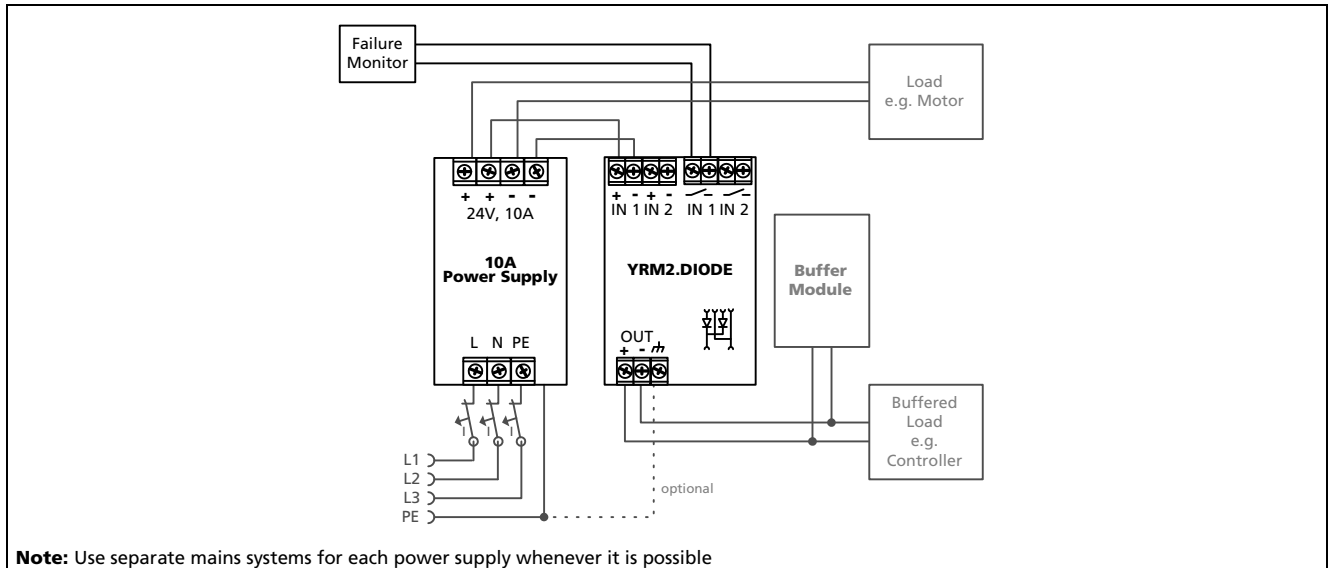 Failure
Monitor
Load
e.g. Motor
+ + - -
24V, 10A
10A
Power Supply
L N PE
+ - + -
IN 1 IN 2 IN 1 IN 2
YRM2.DIODE
OUT
+ -
Buffer
Module
Buffered
Load
e.g.
Controller
L1
L2
L3
PE
optional
Note: Use separate mains systems for each power supply whenever it is possible